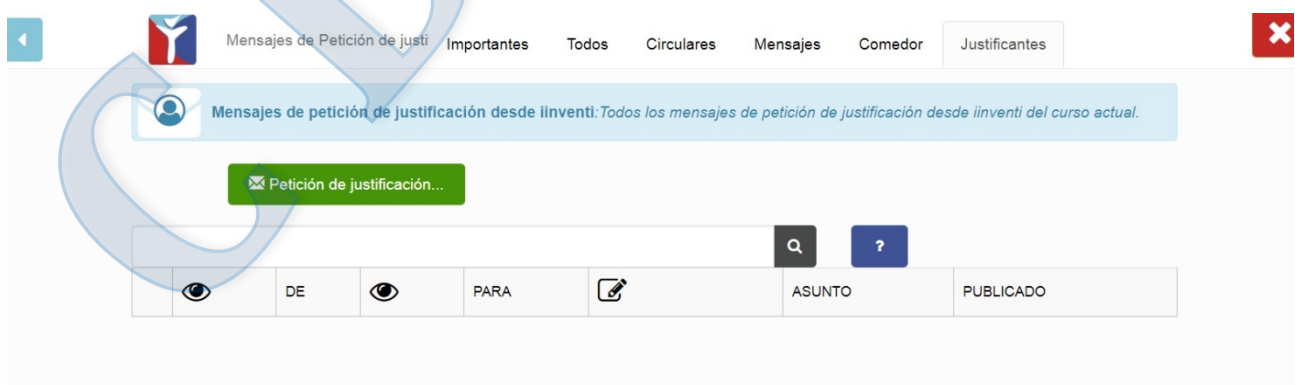 Mensajes de Petición de justi Importantes Todos Circulares Mensajes Comedor Justificantes
Mensajes de petición de justificación desde iinventi:Todos los mensajes de petición de justificación desde iinventi del curso actual.
Petición de justificación...
?
DE PARA ASUNTO PUBLICADO